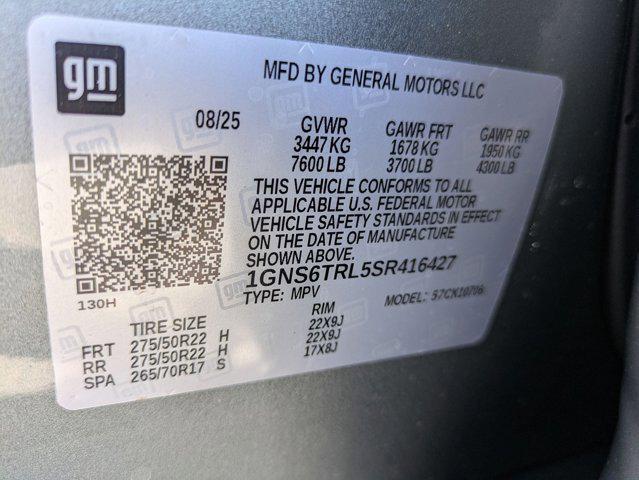 gm
MFD BY GENERAL MOTORS LLC
08/25
GVWR GAWR FRT GAWR RR
3447 KG 1678 KG 1950 KG
7600 LB 3700 LB 4300 LB
THIS VEHICLE CONFORMS TO ALL
APPLICABLE U.S. FEDERAL MOTOR
VEHICLE SAFETY STANDARDS IN EFFECT
ON THE DATE OF MANUFACTURE
SHOWN ABOVE.
1GNS6TRL5SR416427
130H
TYPE: MPV MODEL:
TIRE SIZE RIM
FRT 275/50R22 H 22X9J
RR 275/50R22 H 22X9J
SPA 265/70R17 S 17X8J